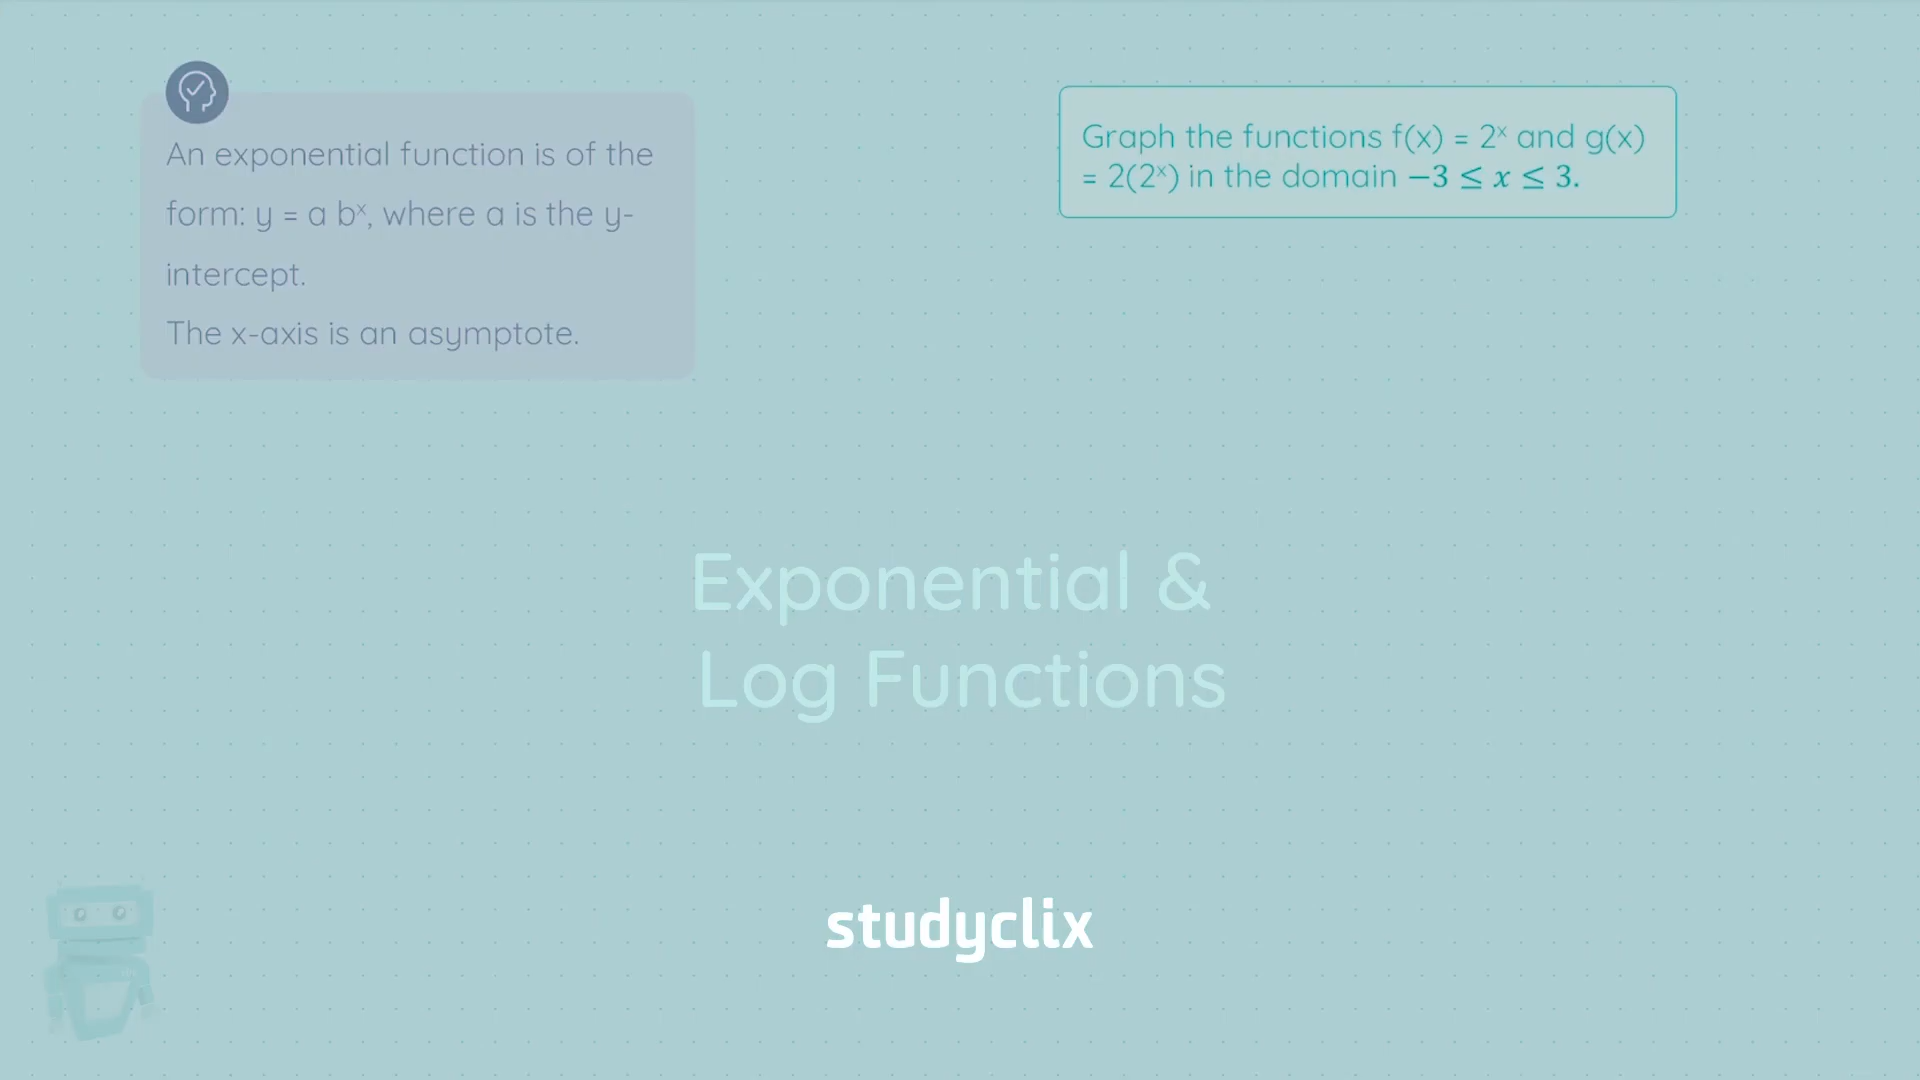 An exponential function is of the
form: y = a bˣ, where a is the y-
intercept.
The x-axis is an asymptote.
Graph the functions f(x) = 2ˣ and g(x)
= 2(2ˣ) in the domain −3 ≤ x ≤ 3.
Exponential &
Log Functions
studyclix